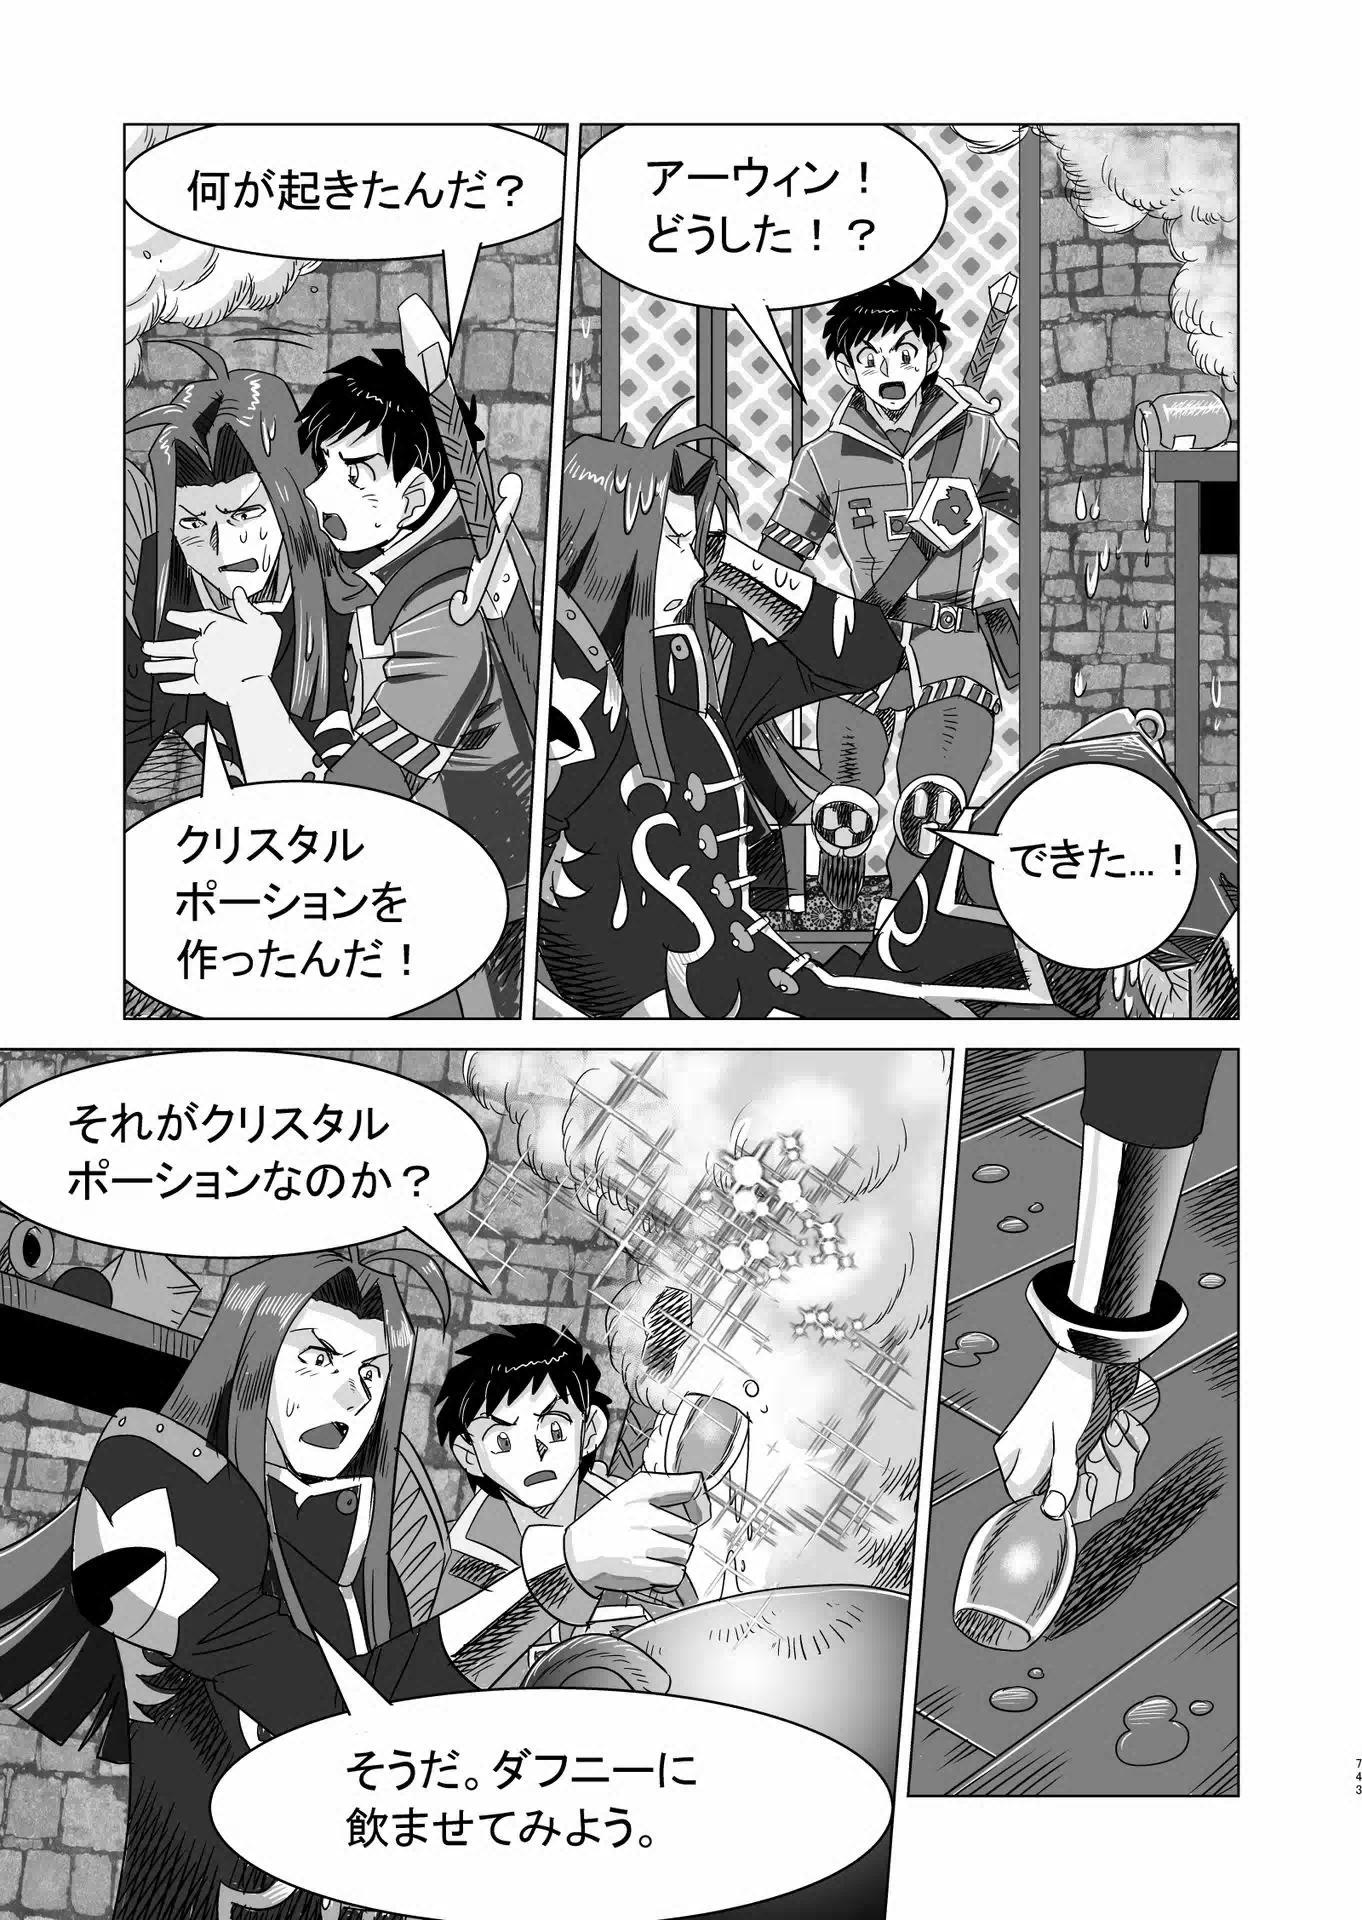 アーウィン！
どうした！？
できた…！
何が起きたんだ？
クリスタル
ポーションを
作ったんだ！
それがクリスタル
ポーションなのか？
そうだ。ダフニーに
飲ませてみよう。
743